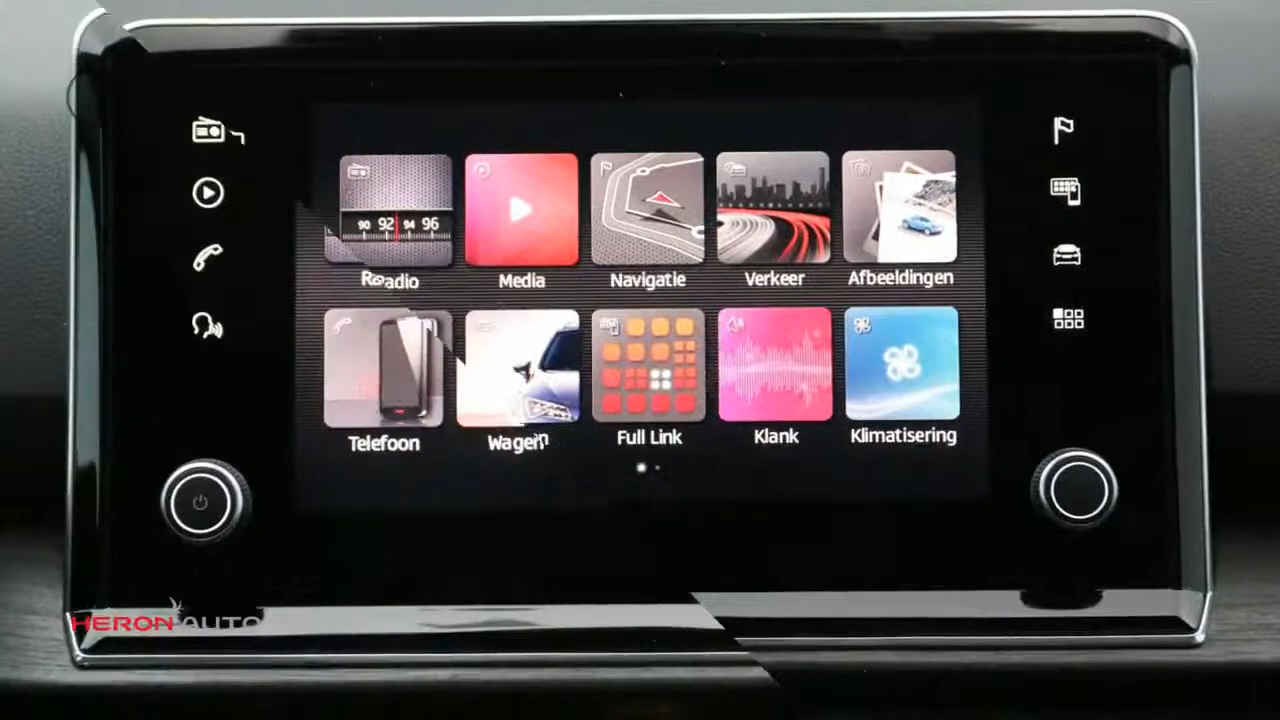 90 92 94 96
Radio Media Navigatie Verkeer Afbeeldingen
Telefoon Wagen Full Link Klank Klimatisering
HERON AUTO